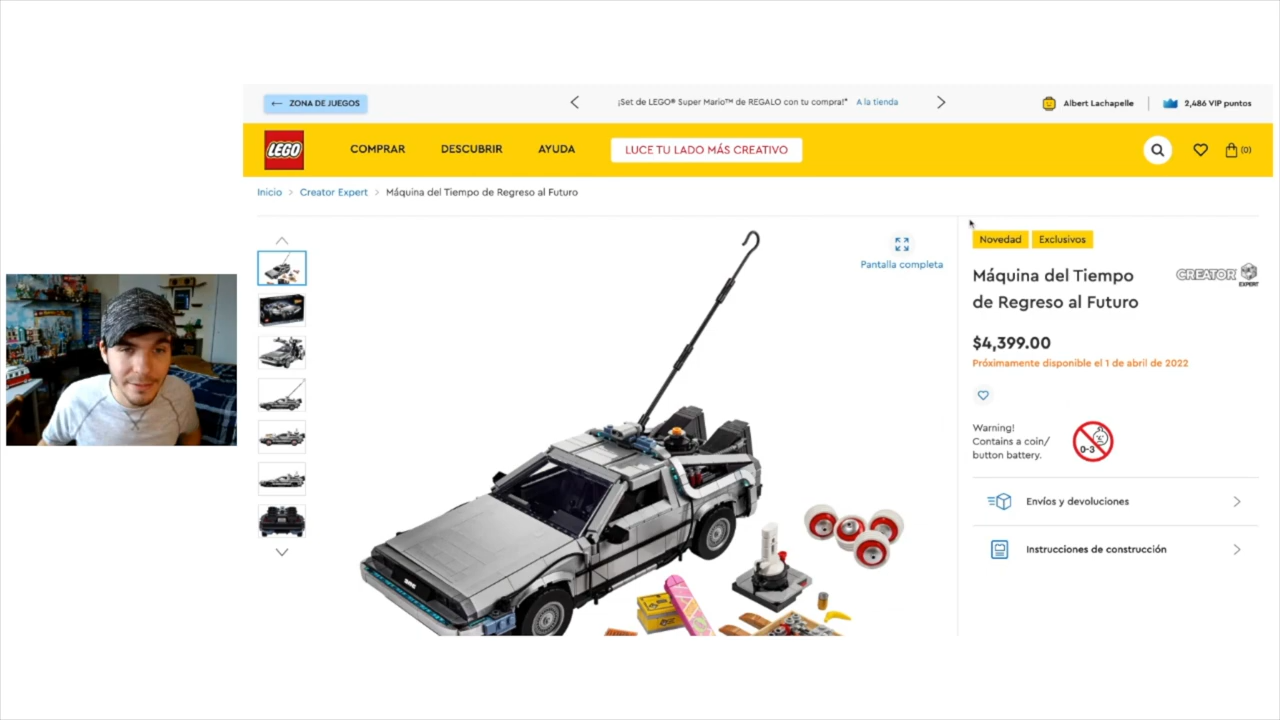 ← ZONA DE JUEGOS
¡Set de LEGO® Super Mario™ de REGALO con tu compra!* A la tienda
Albert Lachapelle
2,486 VIP puntos
LEGO
COMPRAR
DESCUBRIR
AYUDA
LUCE TU LADO MÁS CREATIVO
(0)
Inicio > Creator Expert > Máquina del Tiempo de Regreso al Futuro
Pantalla completa
Novedad
Exclusivos
Máquina del Tiempo
de Regreso al Futuro
CREATOR
EXPERT
$4,399.00
Próximamente disponible el 1 de abril de 2022
Warning!
Contains a coin/
button battery.
0-3
Envíos y devoluciones
Instrucciones de construcción